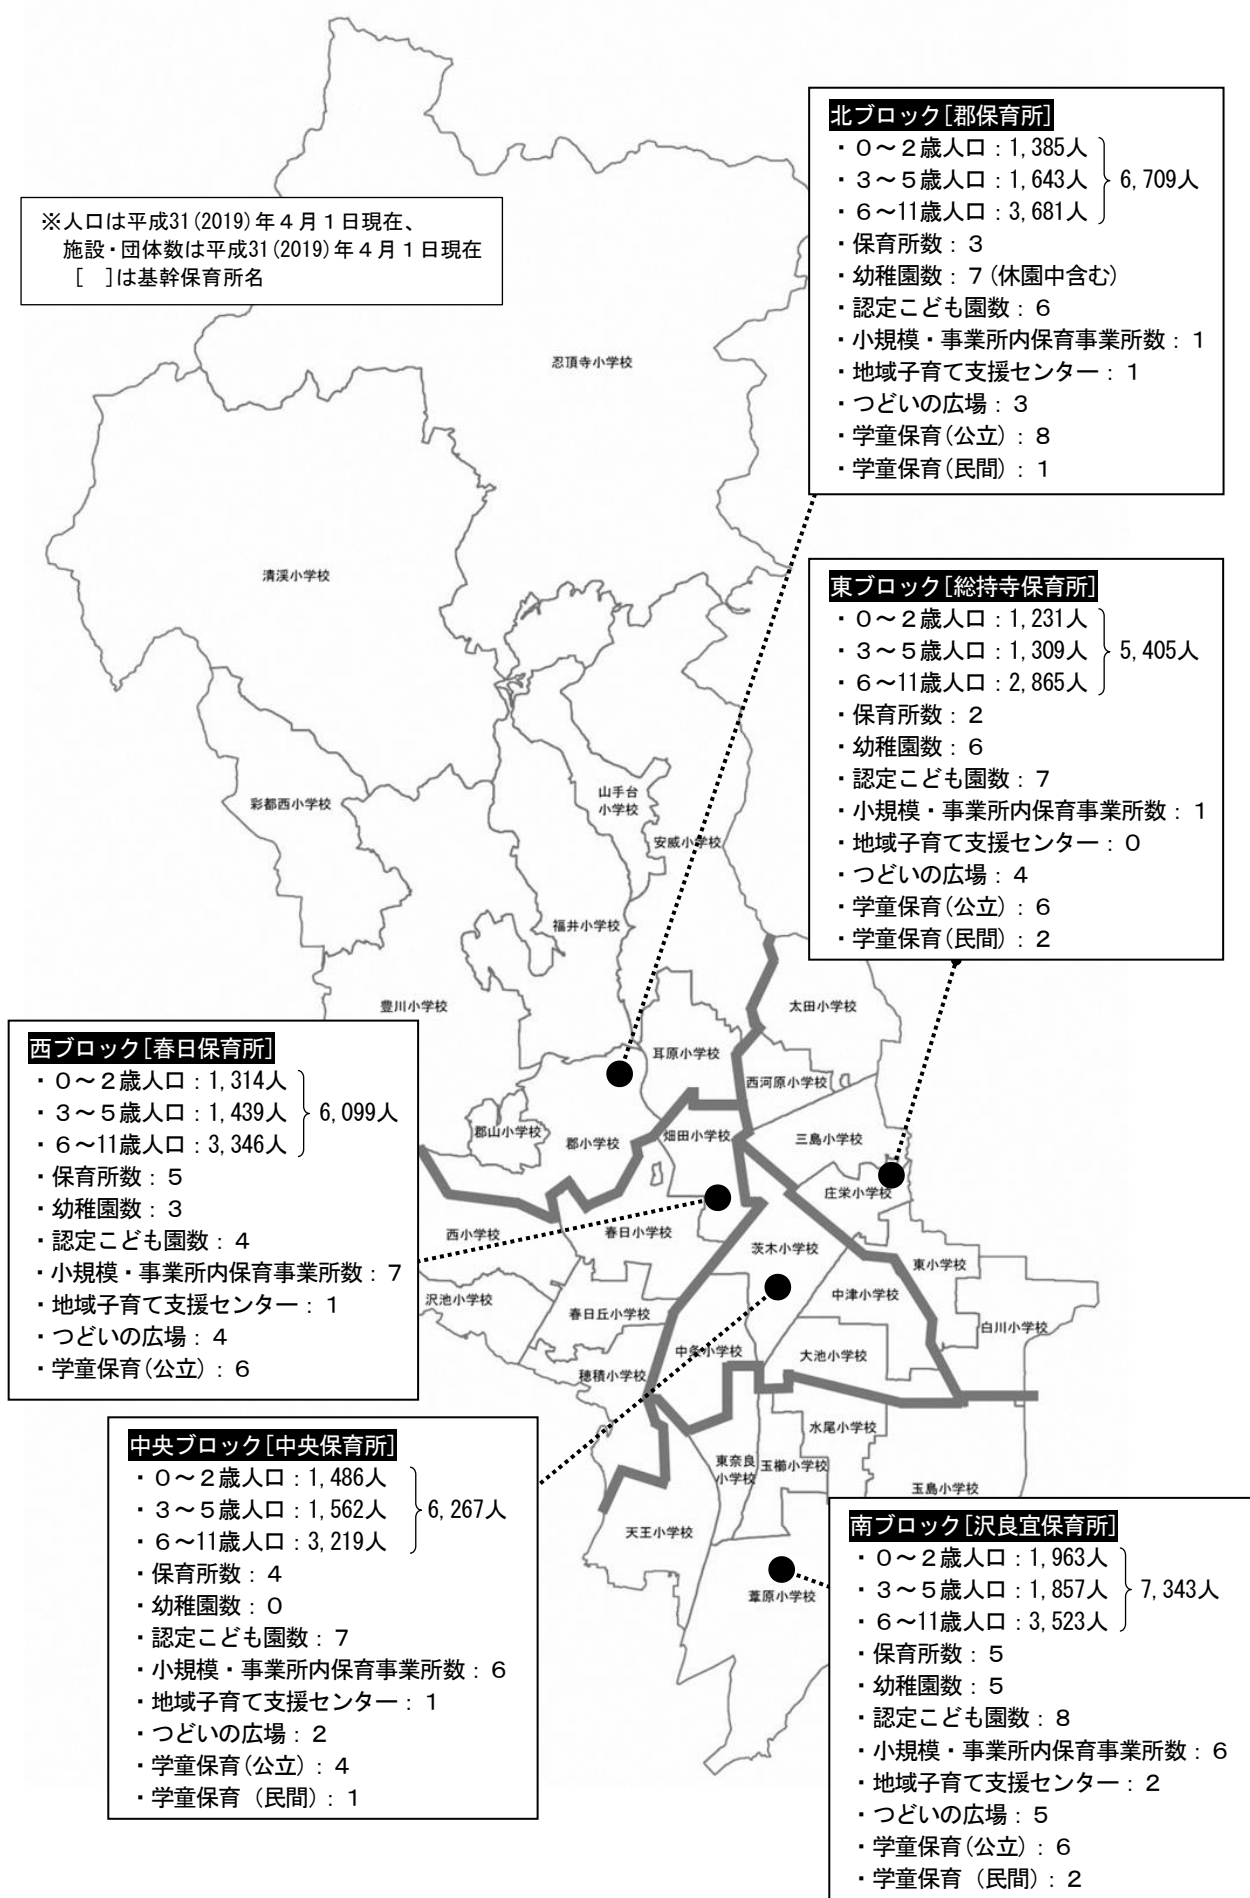 北ブロック[郡保育所]
・０～２歳人口：1,385人
・３～５歳人口：1,643人
6,709人
・６～11歳人口：3,681人
・保育所数：３
・幼稚園数：７(休園中含む)
・認定こども園数：６
・小規模・事業所内保育事業所数：１
・地域子育て支援センター：１
・つどいの広場：３
・学童保育(公立)：８
・学童保育(民間)：１
※人口は平成31(2019)年４月１日現在、
施設・団体数は平成31(2019)年４月１日現在
[　]は基幹保育所名
忍頂寺小学校
清渓小学校
東ブロック[総持寺保育所]
・０～２歳人口：1,231人
・３～５歳人口：1,309人
5,405人
・６～11歳人口：2,865人
・保育所数：２
・幼稚園数：６
・認定こども園数：７
・小規模・事業所内保育事業所数：１
・地域子育て支援センター：０
・つどいの広場：４
・学童保育(公立)：６
・学童保育(民間)：２
彩都西小学校
山手台
小学校
安威小学校
福井小学校
豊川小学校
太田小学校
耳原小学校
西河原小学校
郡山小学校
郡小学校
畑田小学校
三島小学校
庄栄小学校
西小学校
春日小学校
茨木小学校
東小学校
沢池小学校
春日丘小学校
中津小学校
白川小学校
穂積小学校
中条小学校
大池小学校
水尾小学校
東奈良
小学校
玉櫛小学校
玉島小学校
天王小学校
葦原小学校
西ブロック[春日保育所]
・０～２歳人口：1,314人
・３～５歳人口：1,439人
6,099人
・６～11歳人口：3,346人
・保育所数：５
・幼稚園数：３
・認定こども園数：４
・小規模・事業所内保育事業所数：７
・地域子育て支援センター：１
・つどいの広場：４
・学童保育(公立)：６
中央ブロック[中央保育所]
・０～２歳人口：1,486人
・３～５歳人口：1,562人
6,267人
・６～11歳人口：3,219人
・保育所数：４
・幼稚園数：０
・認定こども園数：７
・小規模・事業所内保育事業所数：６
・地域子育て支援センター：１
・つどいの広場：２
・学童保育(公立)：４
・学童保育（民間）：１
南ブロック[沢良宜保育所]
・０～２歳人口：1,963人
・３～５歳人口：1,857人
7,343人
・６～11歳人口：3,523人
・保育所数：５
・幼稚園数：５
・認定こども園数：８
・小規模・事業所内保育事業所数：６
・地域子育て支援センター：２
・つどいの広場：５
・学童保育(公立)：６
・学童保育（民間）：２